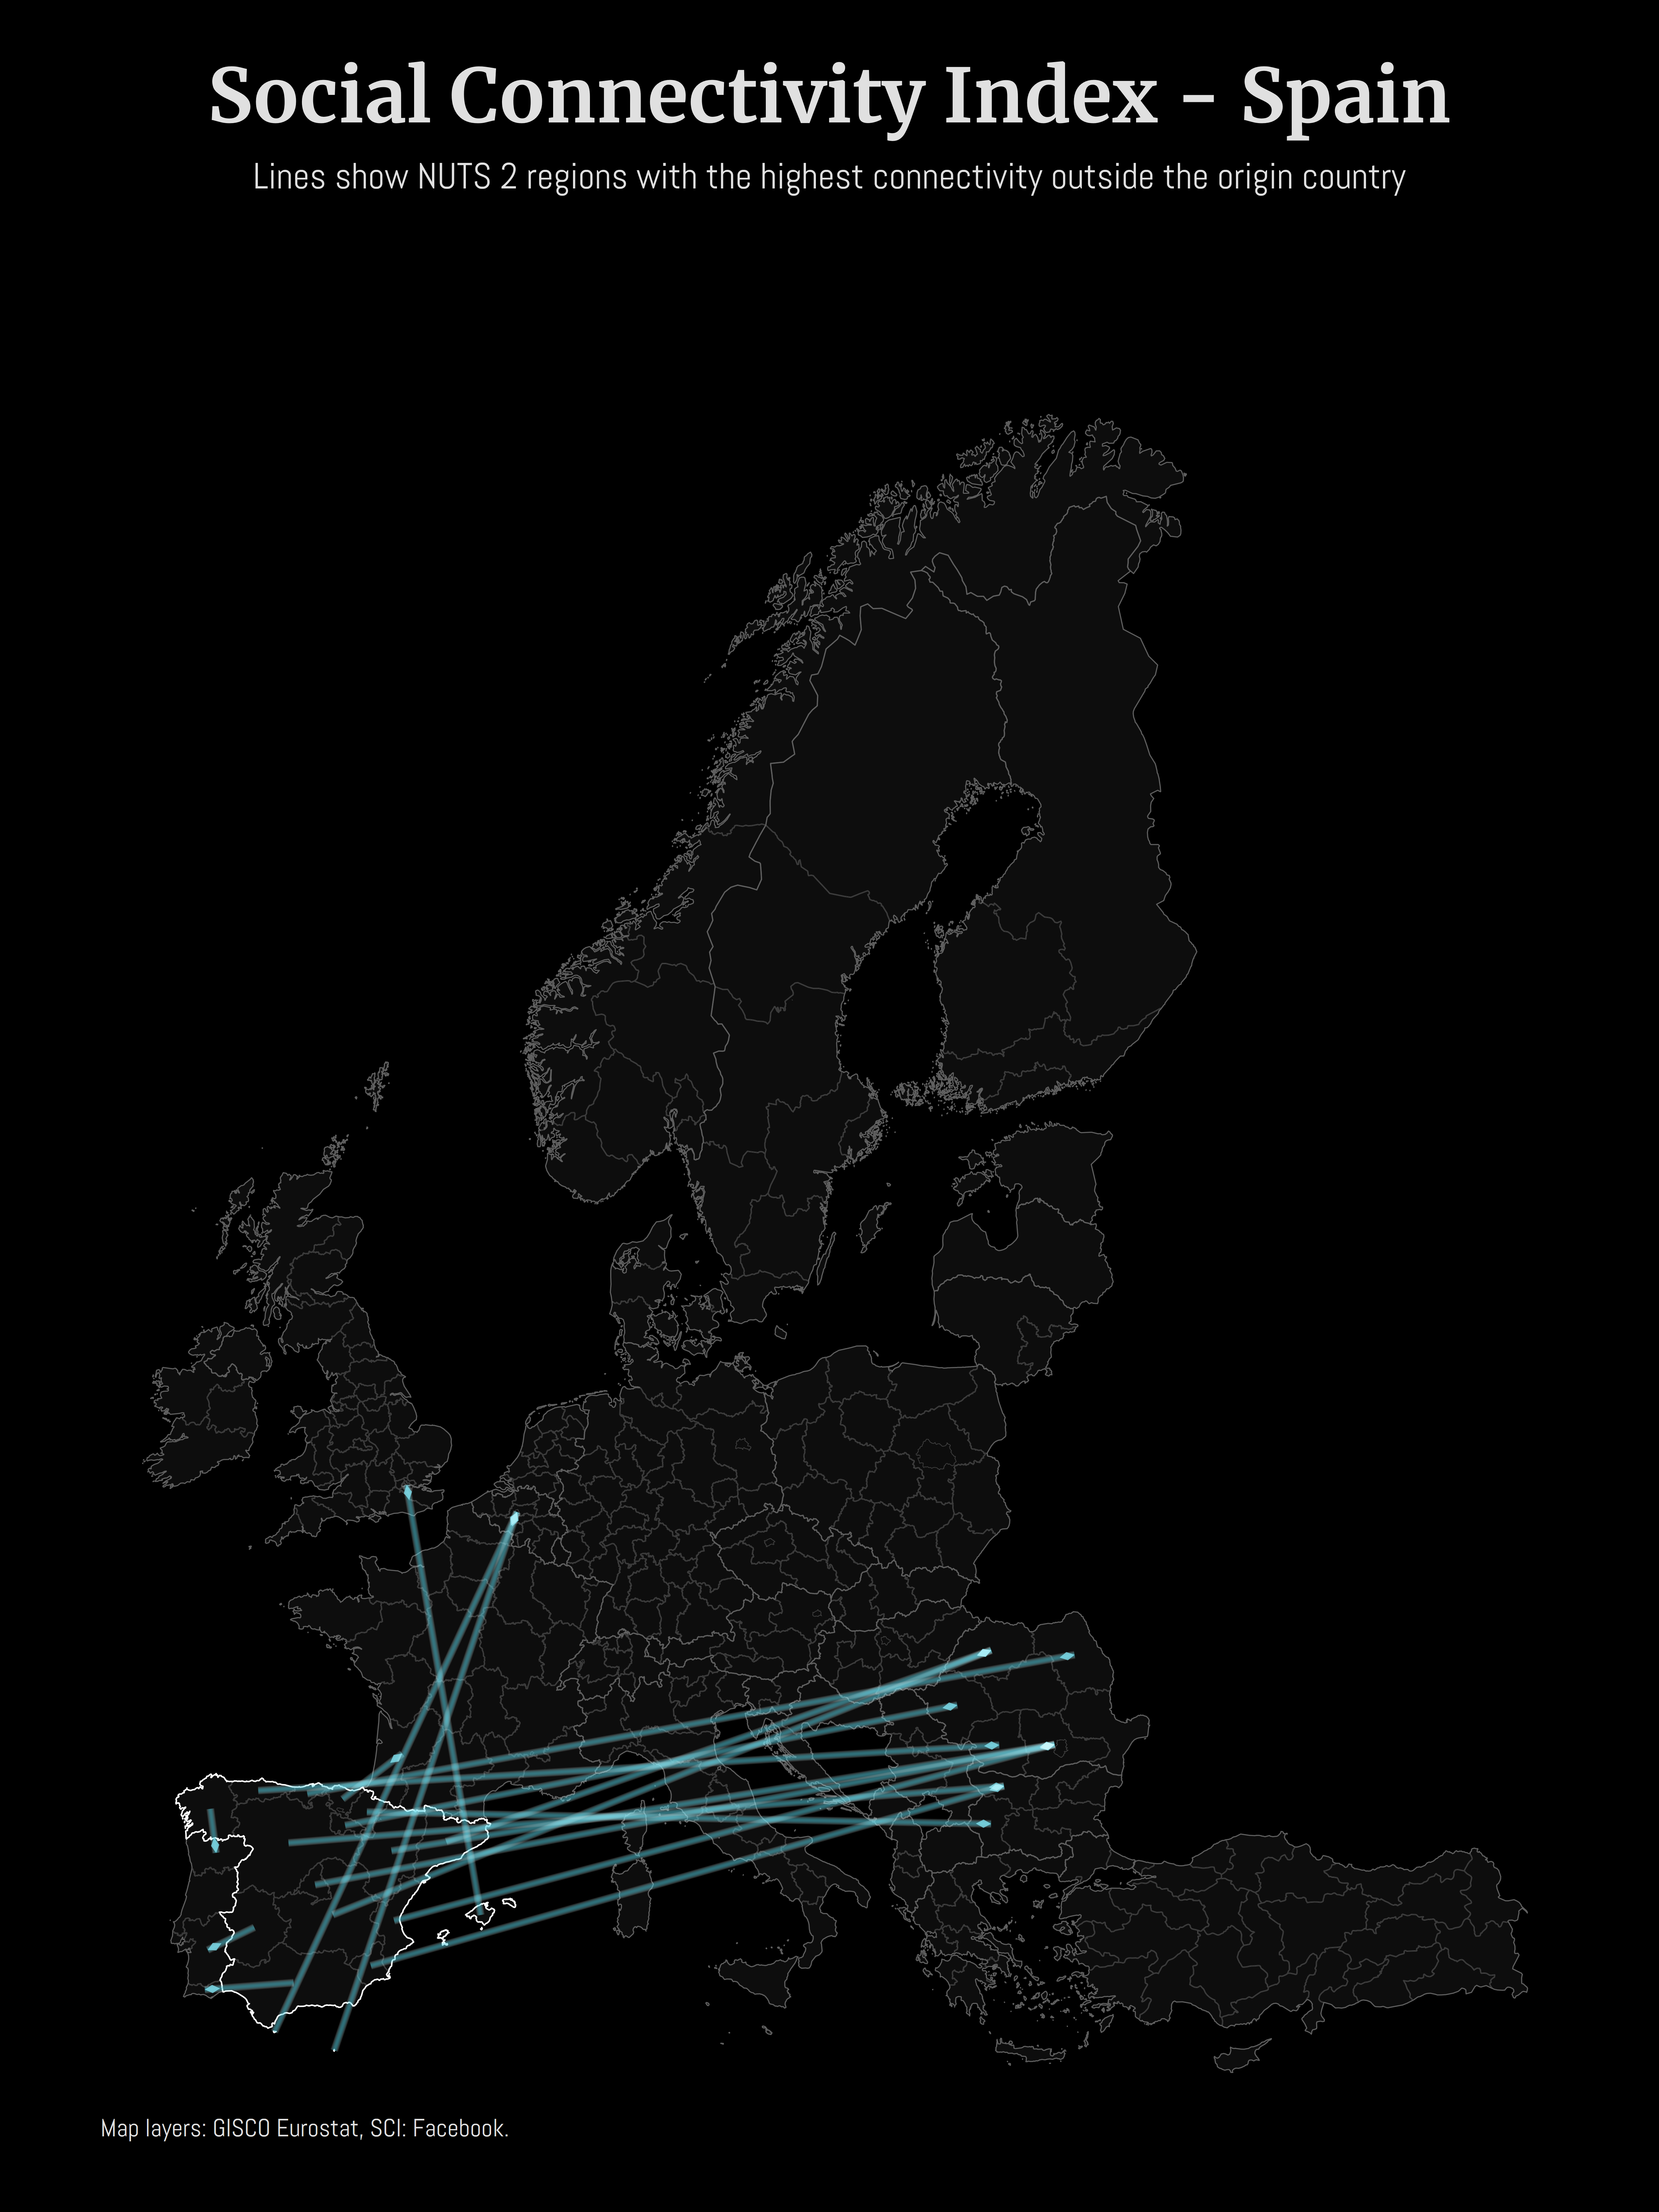 Social Connectivity Index - Spain
Lines show NUTS 2 regions with the highest connectivity outside the origin country
Map layers: GISCO Eurostat, SCI: Facebook.